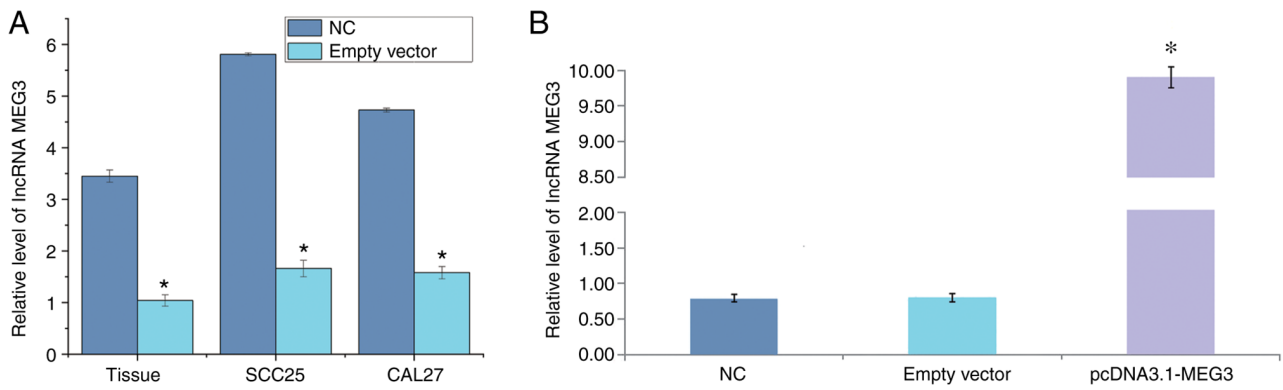 A
Relative level of lncRNA MEG3
6
5
4
3
2
1
0
NC
Empty vector
*
*
*
Tissue SCC25 CAL27
B
Relative level of lncRNA MEG3
10.00
9.50
9.00
8.50
2.00
1.50
1.00
0.50
0.00
*
NC Empty vector pcDNA3.1-MEG3